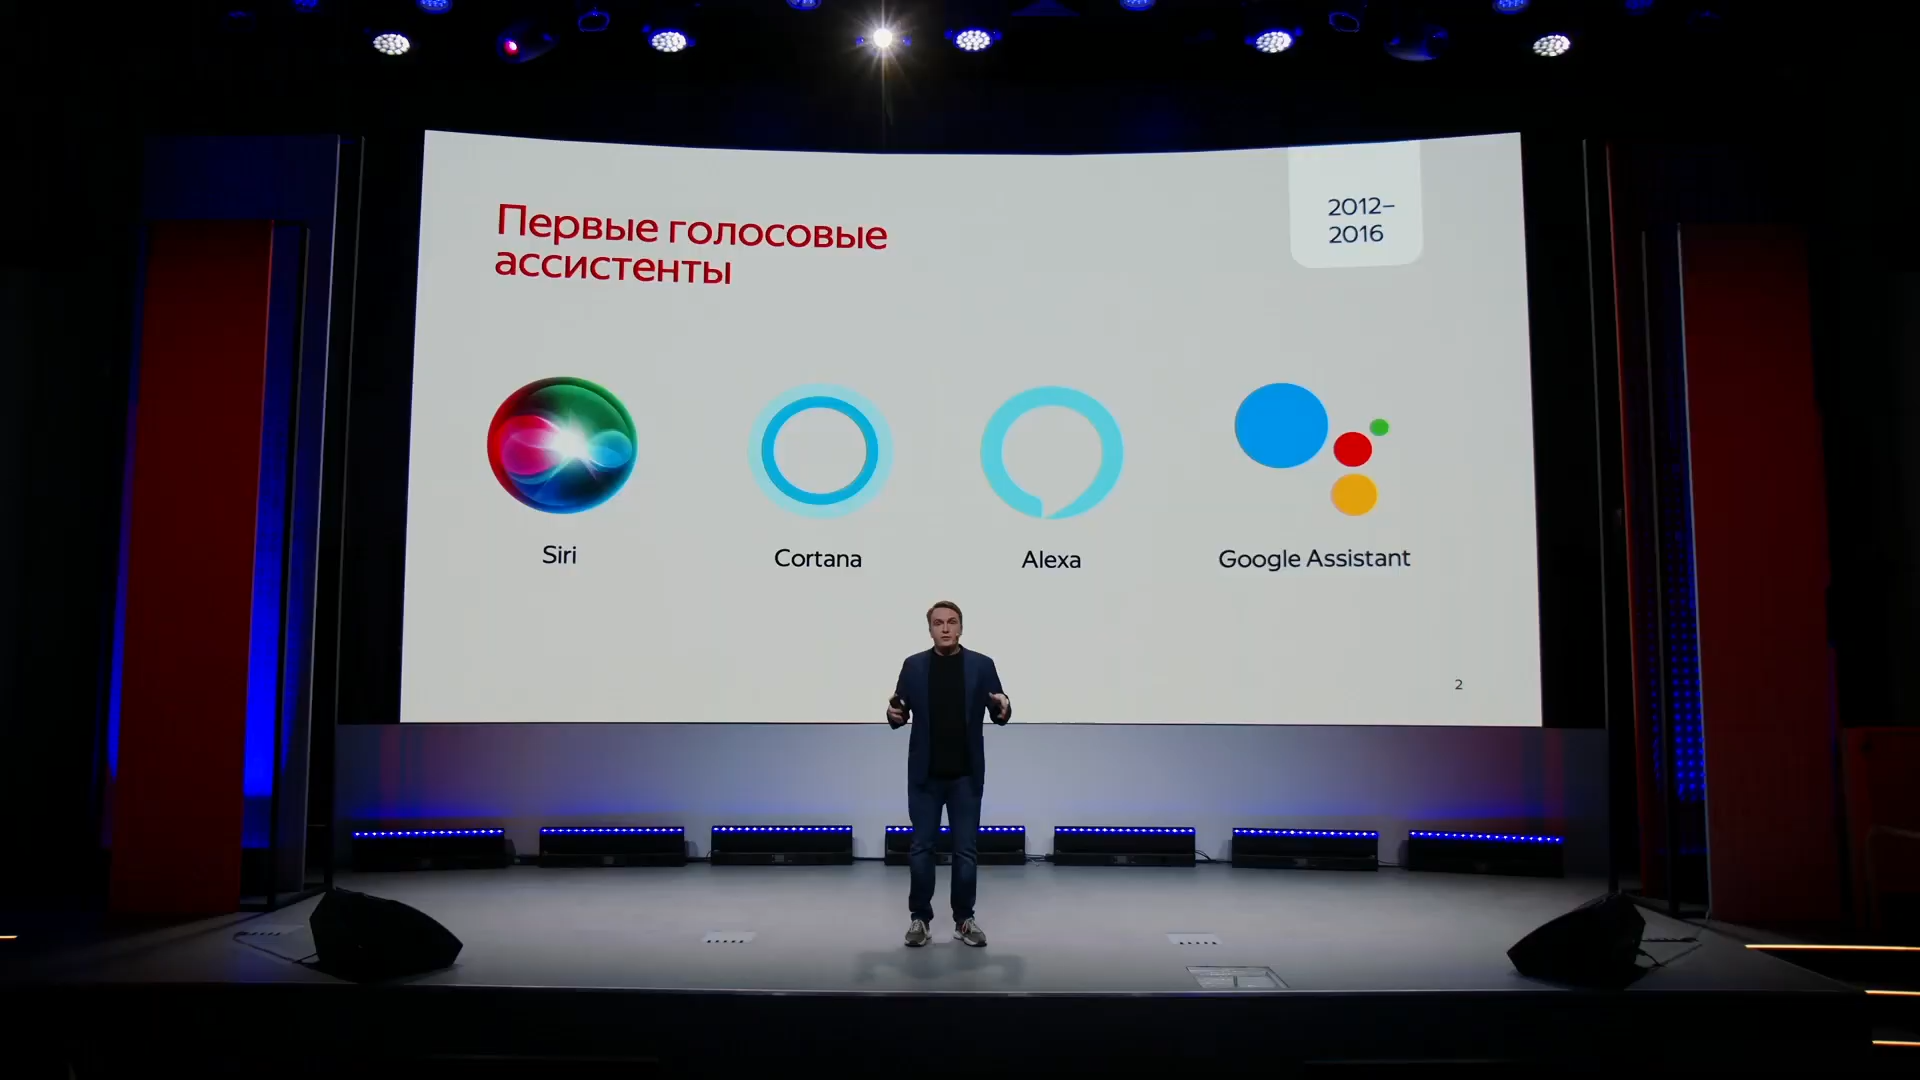 Первые голосовые
ассистенты
2012–
2016
Siri
Cortana
Alexa
Google Assistant
2